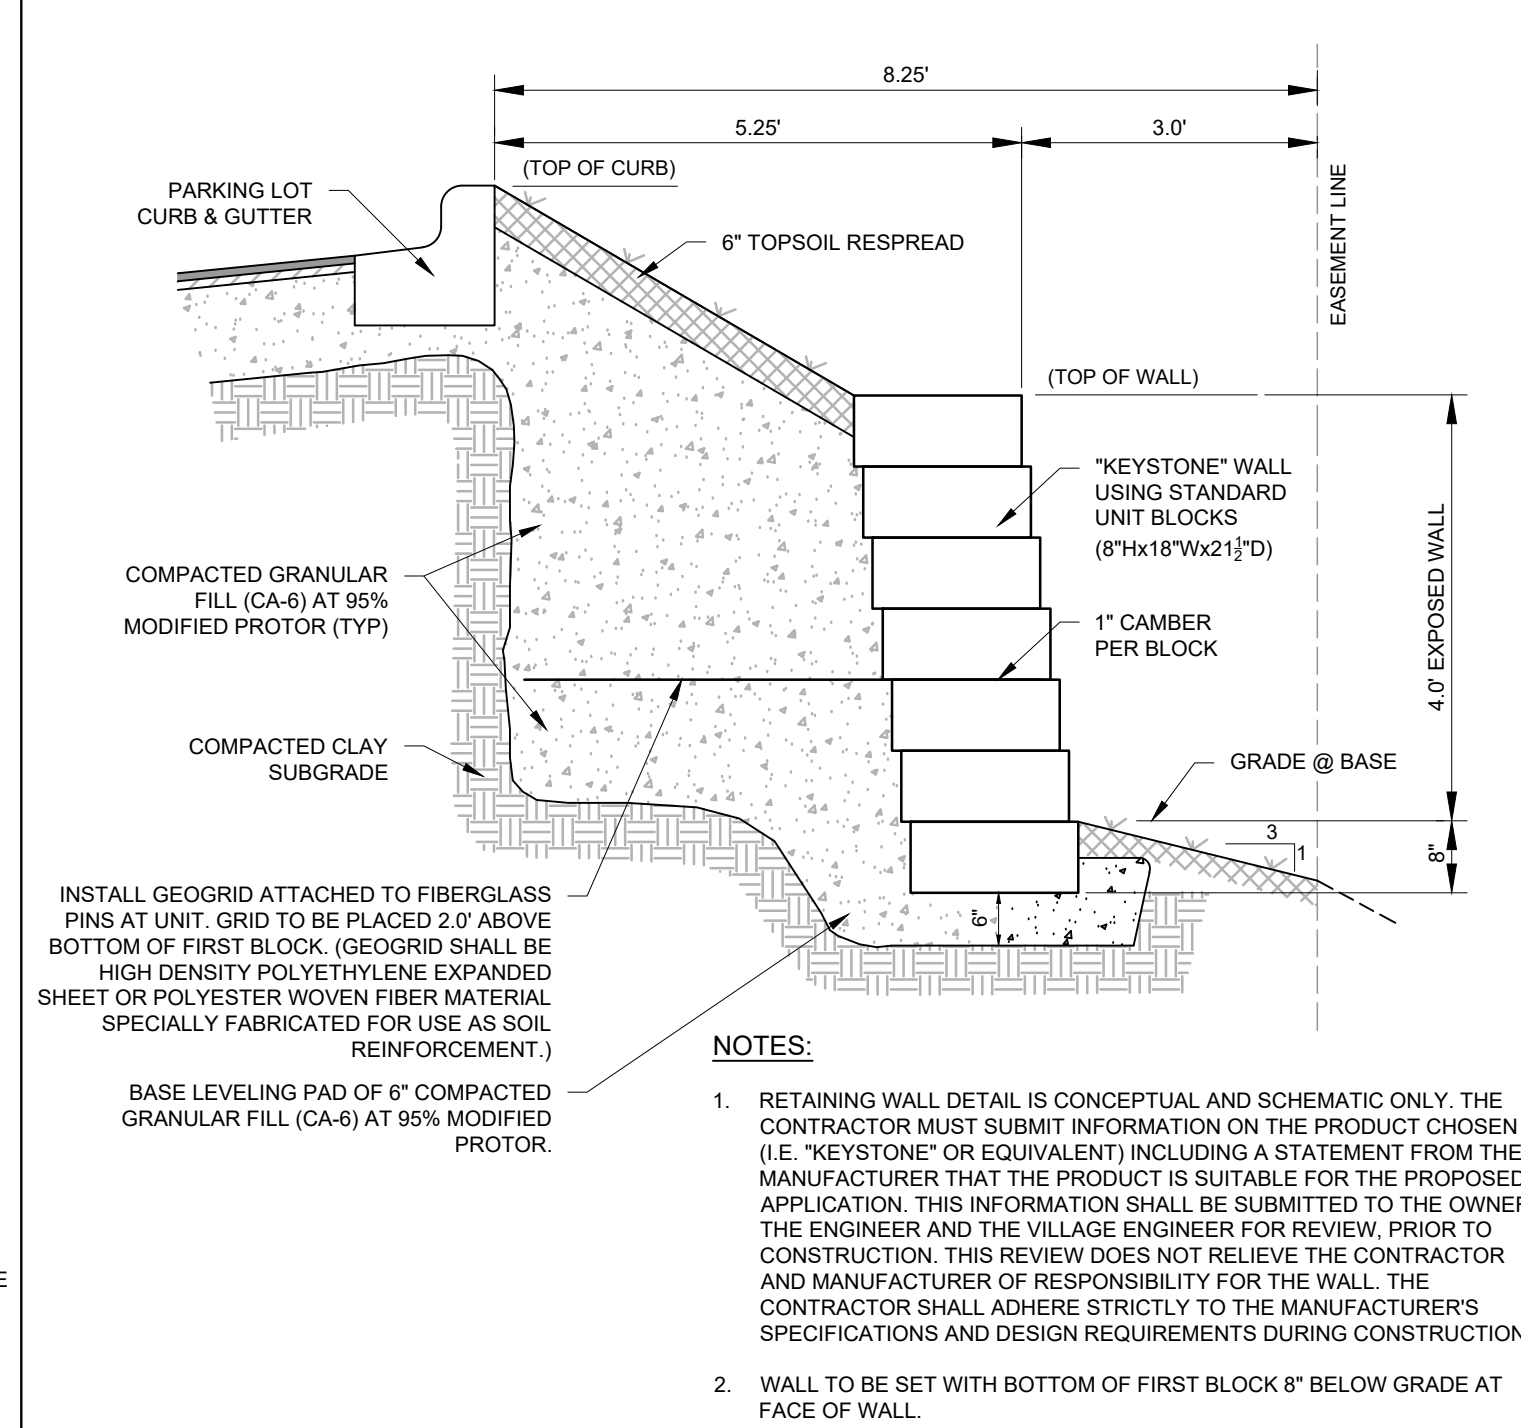 8.25'
5.25'
3.0'
(TOP OF CURB)
PARKING LOT
CURB & GUTTER
6" TOPSOIL RESPREAD
EASEMENT LINE
(TOP OF WALL)
"KEYSTONE" WALL
USING STANDARD
UNIT BLOCKS
(8"Hx18"Wx21½"D)
4.0' EXPOSED WALL
COMPACTED GRANULAR
FILL (CA-6) AT 95%
MODIFIED PROTOR (TYP)
1" CAMBER
PER BLOCK
COMPACTED CLAY
SUBGRADE
GRADE @ BASE
3
1
8"
6"
INSTALL GEOGRID ATTACHED TO FIBERGLASS
PINS AT UNIT. GRID TO BE PLACED 2.0' ABOVE
BOTTOM OF FIRST BLOCK. (GEOGRID SHALL BE
HIGH DENSITY POLYETHYLENE EXPANDED
SHEET OR POLYESTER WOVEN FIBER MATERIAL
SPECIALLY FABRICATED FOR USE AS SOIL
REINFORCEMENT.)
BASE LEVELING PAD OF 6" COMPACTED
GRANULAR FILL (CA-6) AT 95% MODIFIED
PROTOR.
NOTES:
1. RETAINING WALL DETAIL IS CONCEPTUAL AND SCHEMATIC ONLY. THE
CONTRACTOR MUST SUBMIT INFORMATION ON THE PRODUCT CHOSEN
(I.E. "KEYSTONE" OR EQUIVALENT) INCLUDING A STATEMENT FROM THE
MANUFACTURER THAT THE PRODUCT IS SUITABLE FOR THE PROPOSED
APPLICATION. THIS INFORMATION SHALL BE SUBMITTED TO THE OWNER
THE ENGINEER AND THE VILLAGE ENGINEER FOR REVIEW, PRIOR TO
CONSTRUCTION. THIS REVIEW DOES NOT RELIEVE THE CONTRACTOR
AND MANUFACTURER OF RESPONSIBILITY FOR THE WALL. THE
CONTRACTOR SHALL ADHERE STRICTLY TO THE MANUFACTURER'S
SPECIFICATIONS AND DESIGN REQUIREMENTS DURING CONSTRUCTION
2. WALL TO BE SET WITH BOTTOM OF FIRST BLOCK 8" BELOW GRADE AT
FACE OF WALL.
E